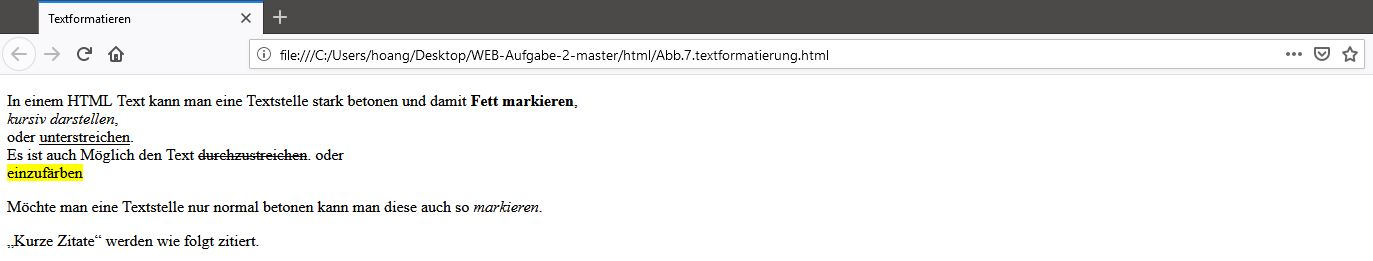 Textformatieren
file:///C:/Users/hoang/Desktop/WEB-Aufgabe-2-master/html/Abb.7.textformatierung.html
In einem HTML Text kann man eine Textstelle stark betonen und damit Fett markieren,
kursiv darstellen,
oder unterstreichen.
Es ist auch Möglich den Text durchzustreichen. oder
einzufärben
Möchte man eine Textstelle nur normal betonen kann man diese auch so markieren.
„Kurze Zitate“ werden wie folgt zitiert.